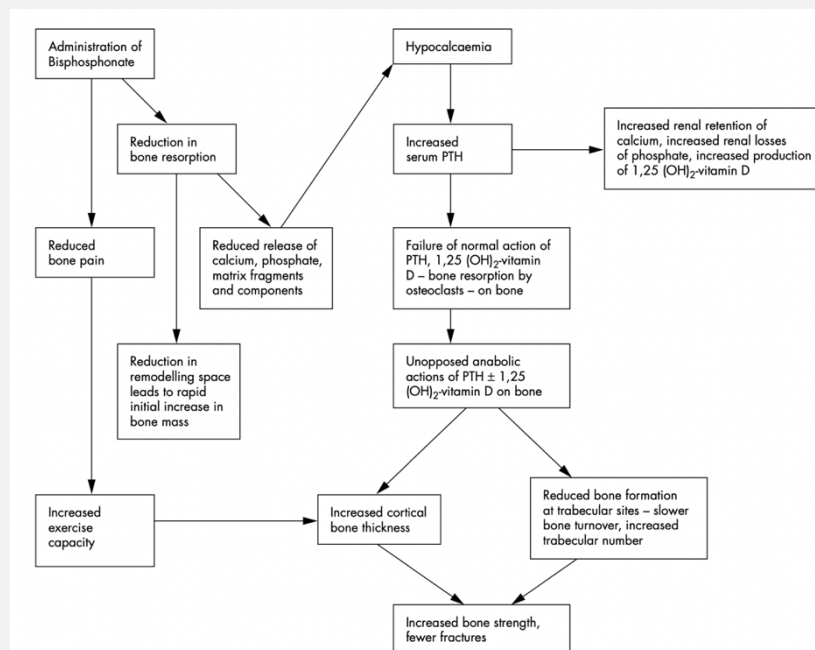 Administration of
Bisphosphonate
Hypocalcaemia
Reduction in
bone resorption
Increased
serum PTH
Increased renal retention of
calcium, increased renal losses
of phosphate, increased production
of 1,25 (OH)₂-vitamin D
Reduced
bone pain
Reduced release of
calcium, phosphate,
matrix fragments
and components
Failure of normal action of
PTH, 1,25 (OH)₂-vitamin
D – bone resorption by
osteoclasts – on bone
Reduction in
remodelling space
leads to rapid
initial increase in
bone mass
Unopposed anabolic
actions of PTH ± 1,25
(OH)₂-vitamin D on bone
Increased
exercise
capacity
Increased cortical
bone thickness
Reduced bone formation
at trabecular sites – slower
bone turnover, increased
trabecular number
Increased bone strength,
fewer fractures